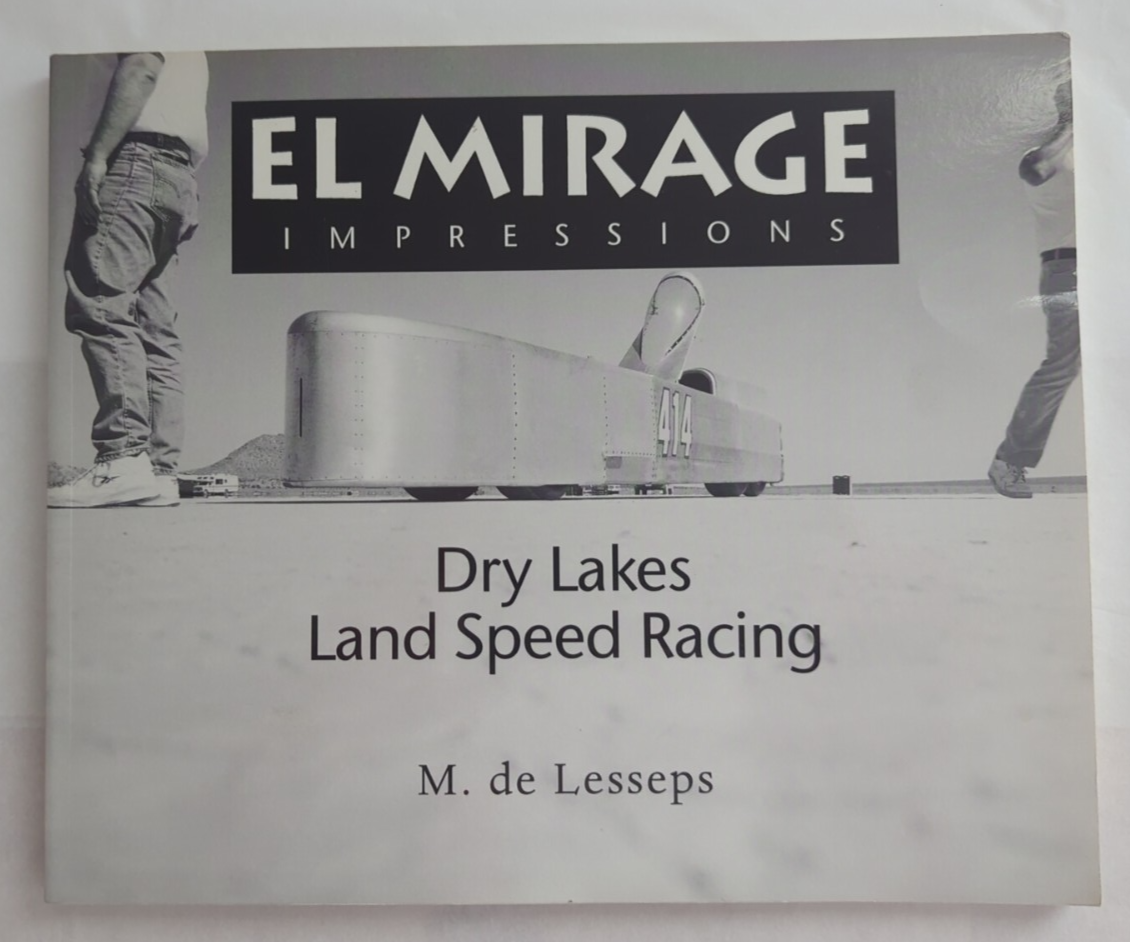 EL MIRAGE
IMPRESSIONS
414
Dry Lakes
Land Speed Racing
M. de Lesseps